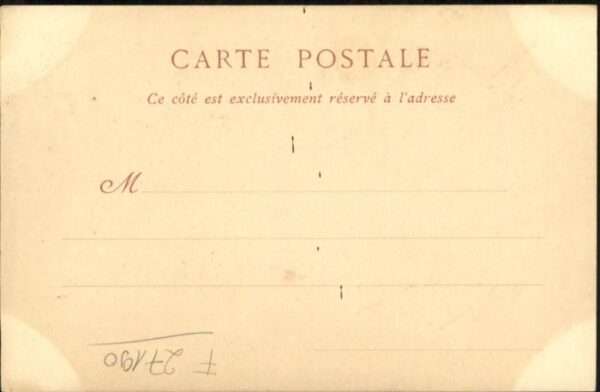 CARTE POSTALE
Ce côté est exclusivement réservé à l'adresse
M
F 27190